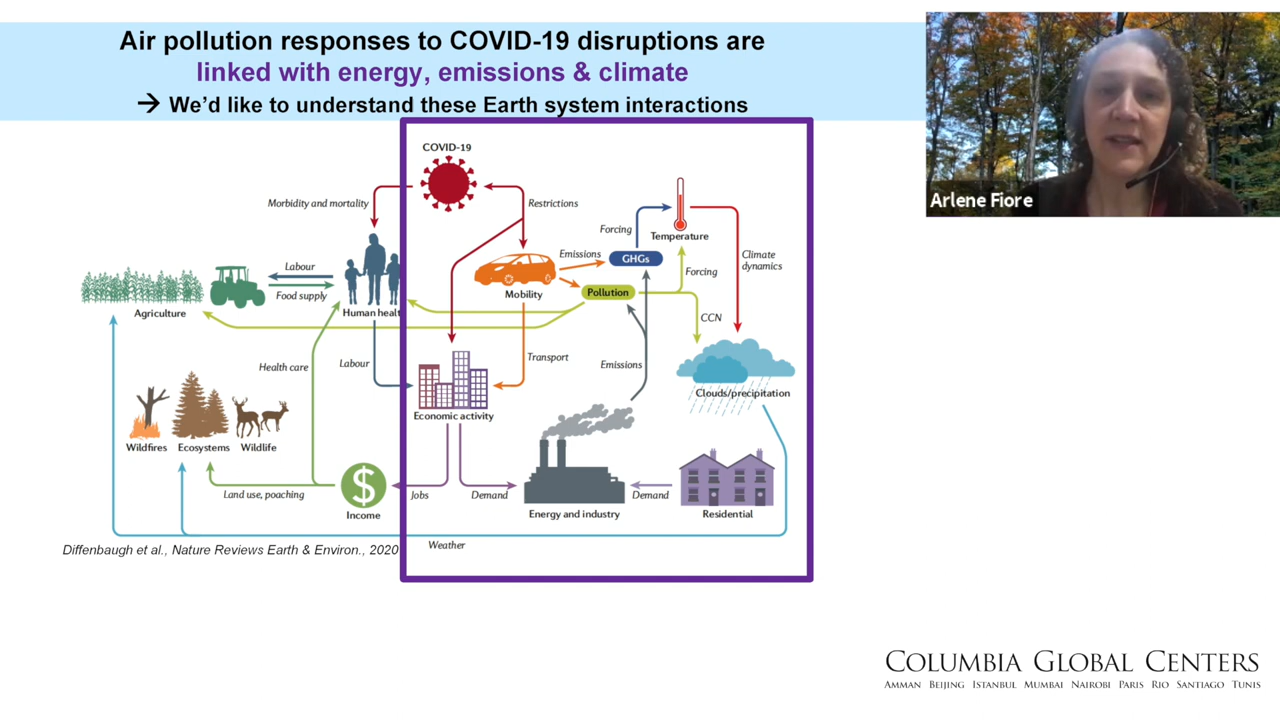 Air pollution responses to COVID-19 disruptions are
linked with energy, emissions & climate
→ We'd like to understand these Earth system interactions
Arlene Fiore
COVID-19
Morbidity and mortality
Restrictions
Forcing
Temperature
Emissions
GHGs
Climate
dynamics
Labour
Food supply
Forcing
Mobility
Pollution
Agriculture
Human healt
CCN
Health care
Labour
Transport
Emissions
Clouds/precipitation
Economic activity
Wildfires
Ecosystems
Wildlife
$
Land use, poaching
Jobs
Demand
Demand
Income
Energy and industry
Residential
Weather
Diffenbaugh et al., Nature Reviews Earth & Environ., 2020
COLUMBIA GLOBAL CENTERS
AMMAN BEIJING ISTANBUL MUMBAI NAIROBI PARIS RIO SANTIAGO TUNIS